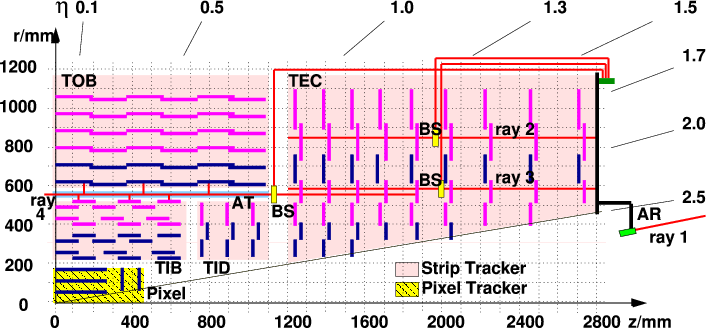 η 0.1 0.5 1.0 1.3 1.5
r/mm
1.7
1200
TOB TEC
1000
BS ray 2
800
2.0
600
BS ray 3
ray 4
AT
BS
2.5
400
AR
ray 1
200
TIB TID
Strip Tracker
Pixel
Pixel Tracker
0
0 400 800 1200 1600 2000 2400 2800 z/mm